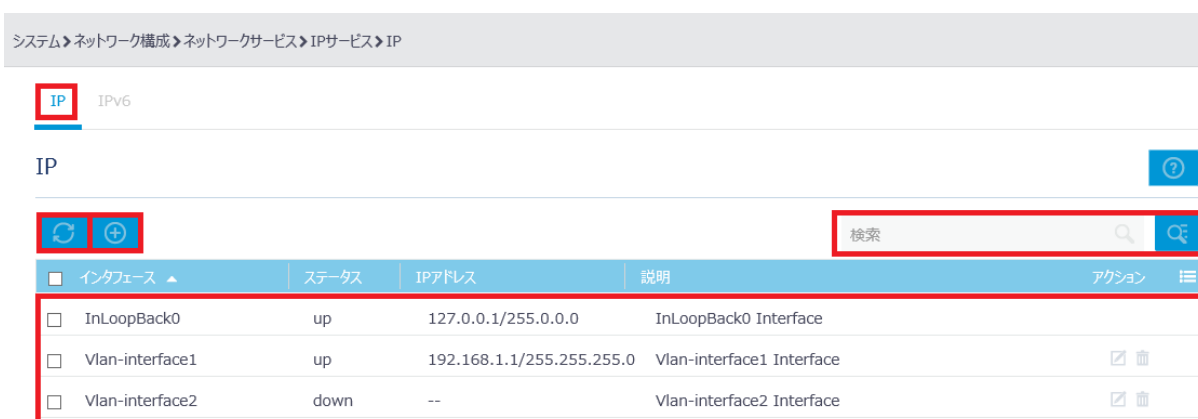 システム>ネットワーク構成>ネットワークサービス>IPサービス>IP
IP IPv6
IP
検索
インタフェース ステータス IPアドレス 説明 アクション
InLoopBack0 up 127.0.0.1/255.0.0.0 InLoopBack0 Interface
Vlan-interface1 up 192.168.1.1/255.255.255.0 Vlan-interface1 Interface
Vlan-interface2 down -- Vlan-interface2 Interface